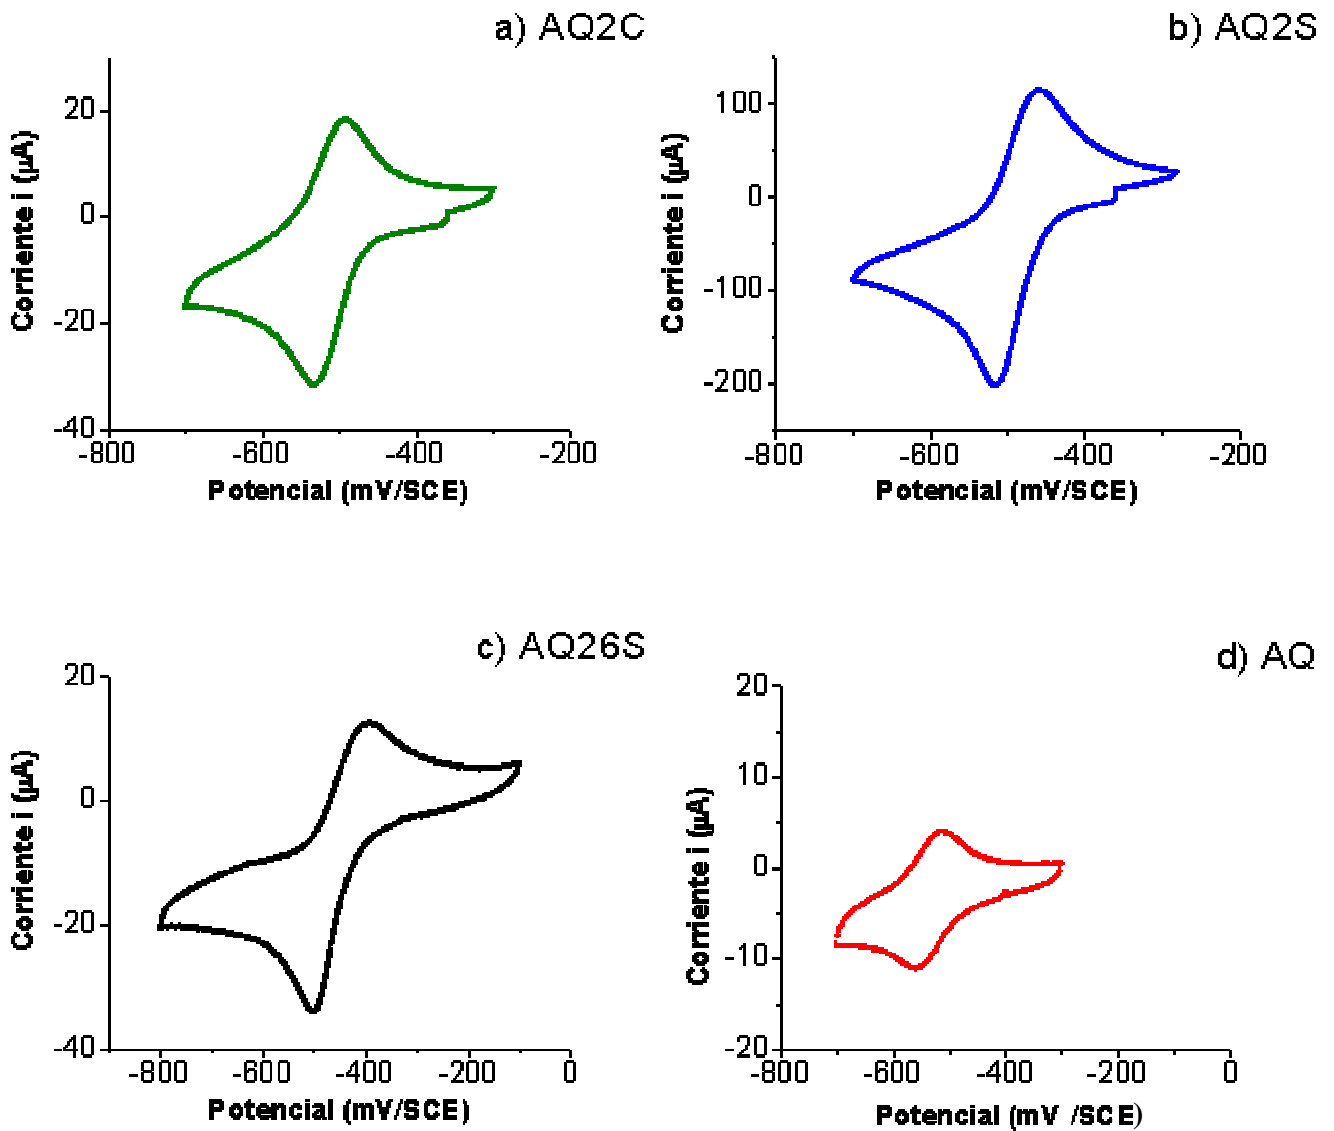 a) AQ2C
20
0
-20
-40
-800
-600
-400
-200
Corriente i (µA)
Potencial (mV/SCE)
b) AQ2S
100
0
-100
-200
-800
-600
-400
-200
Corriente i (µA)
Potencial (mV/SCE)
c) AQ26S
20
0
-20
-40
-800
-600
-400
-200
0
Corriente i (µA)
Potencial (mV/SCE)
d) AQ
20
10
0
-10
-20
-800
-600
-400
-200
0
Corriente i (µA)
Potencial (mV /SCE)